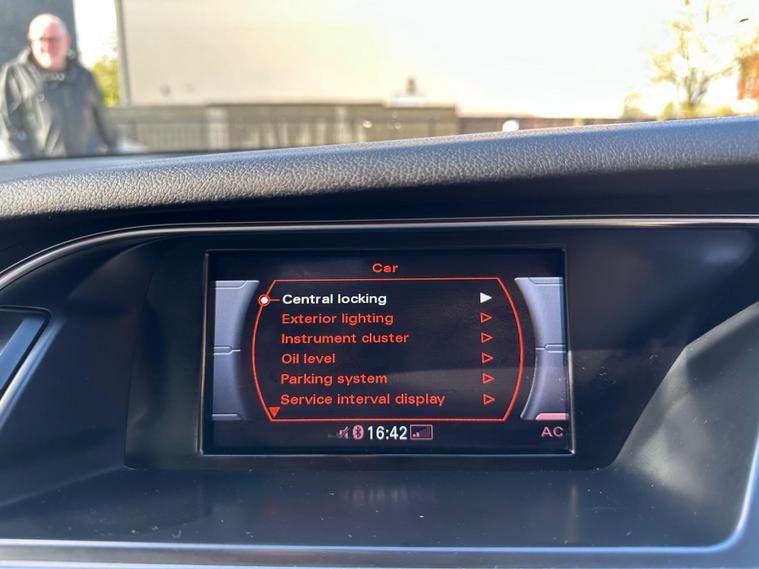 Car
Central locking
Exterior lighting
Instrument cluster
Oil level
Parking system
Service interval display
16:42
AC